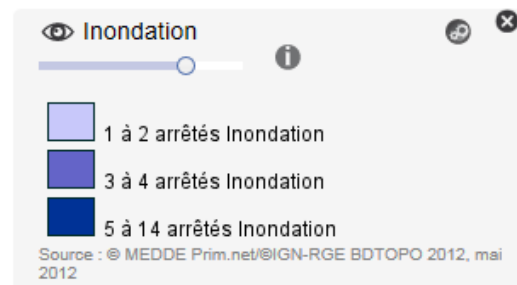 Inondation
1 à 2 arrêtés Inondation
3 à 4 arrêtés Inondation
5 à 14 arrêtés Inondation
Source : © MEDDE Prim.net/©IGN-RGE BDTOPO 2012, mai
2012